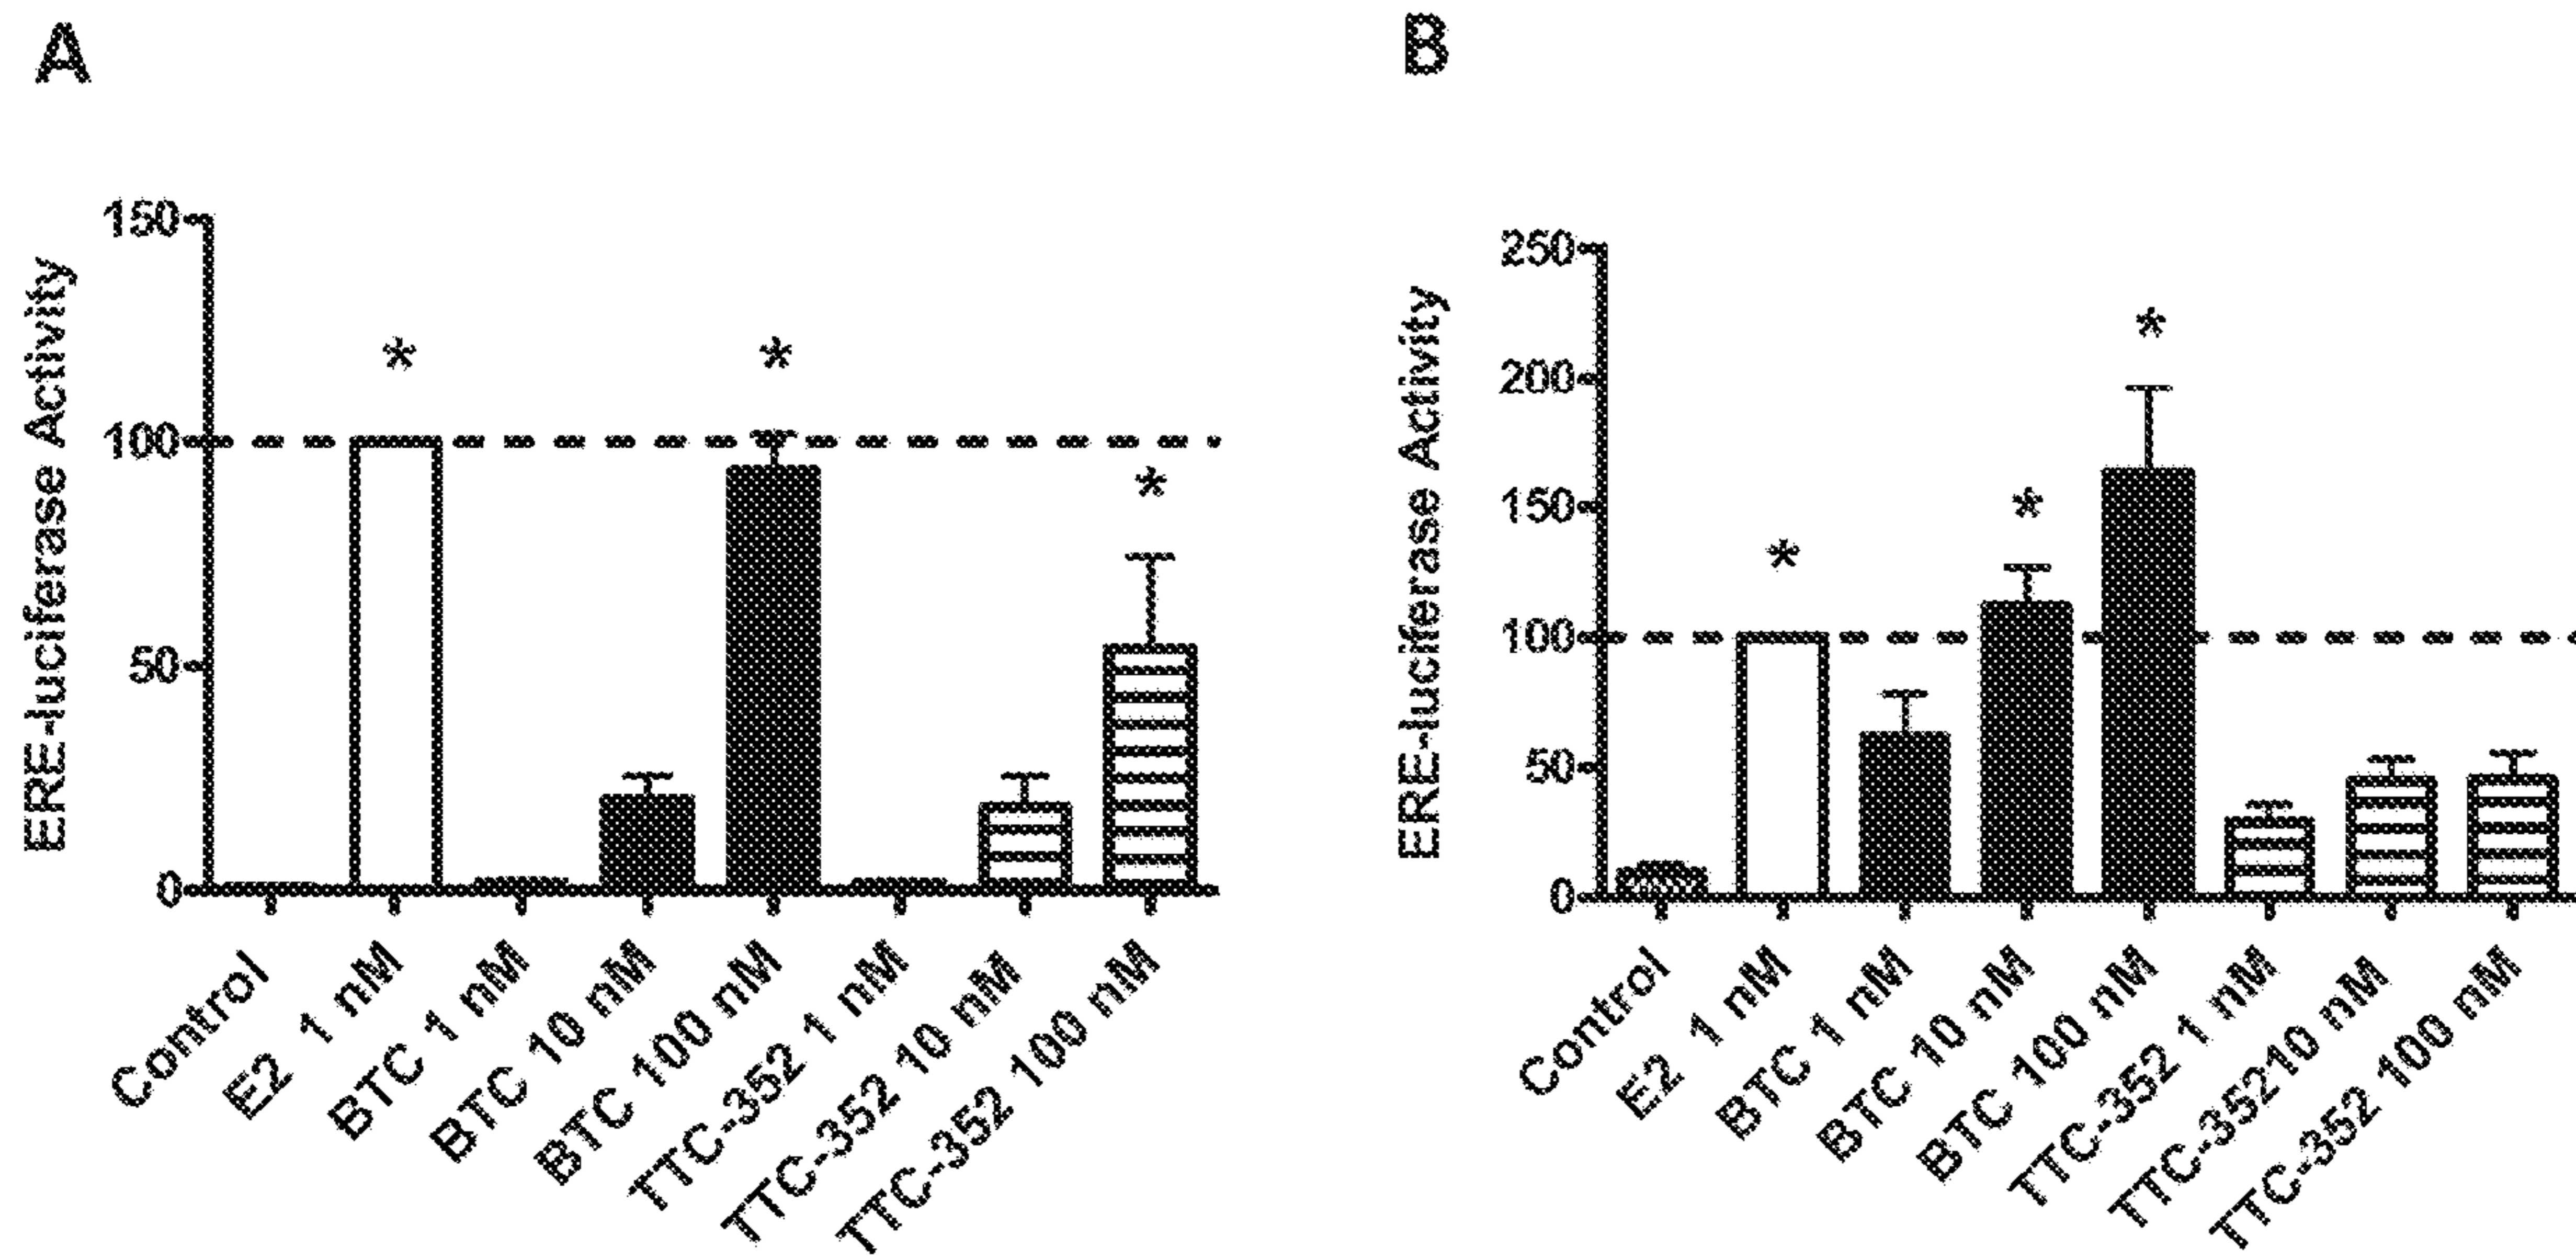 A
ERE-luciferase Activity
150
100
50
0
*
*
*
Control
E2 1 nM
BTC 1 nM
BTC 10 nM
BTC 100 nM
TTC-352 1 nM
TTC-352 10 nM
TTC-352 100 nM
B
ERE-luciferase Activity
250
200
150
100
50
0
*
*
*
Control
E2 1 nM
BTC 1 nM
BTC 10 nM
BTC 100 nM
TTC-352 1 nM
TTC-35210 nM
TTC-352 100 nM